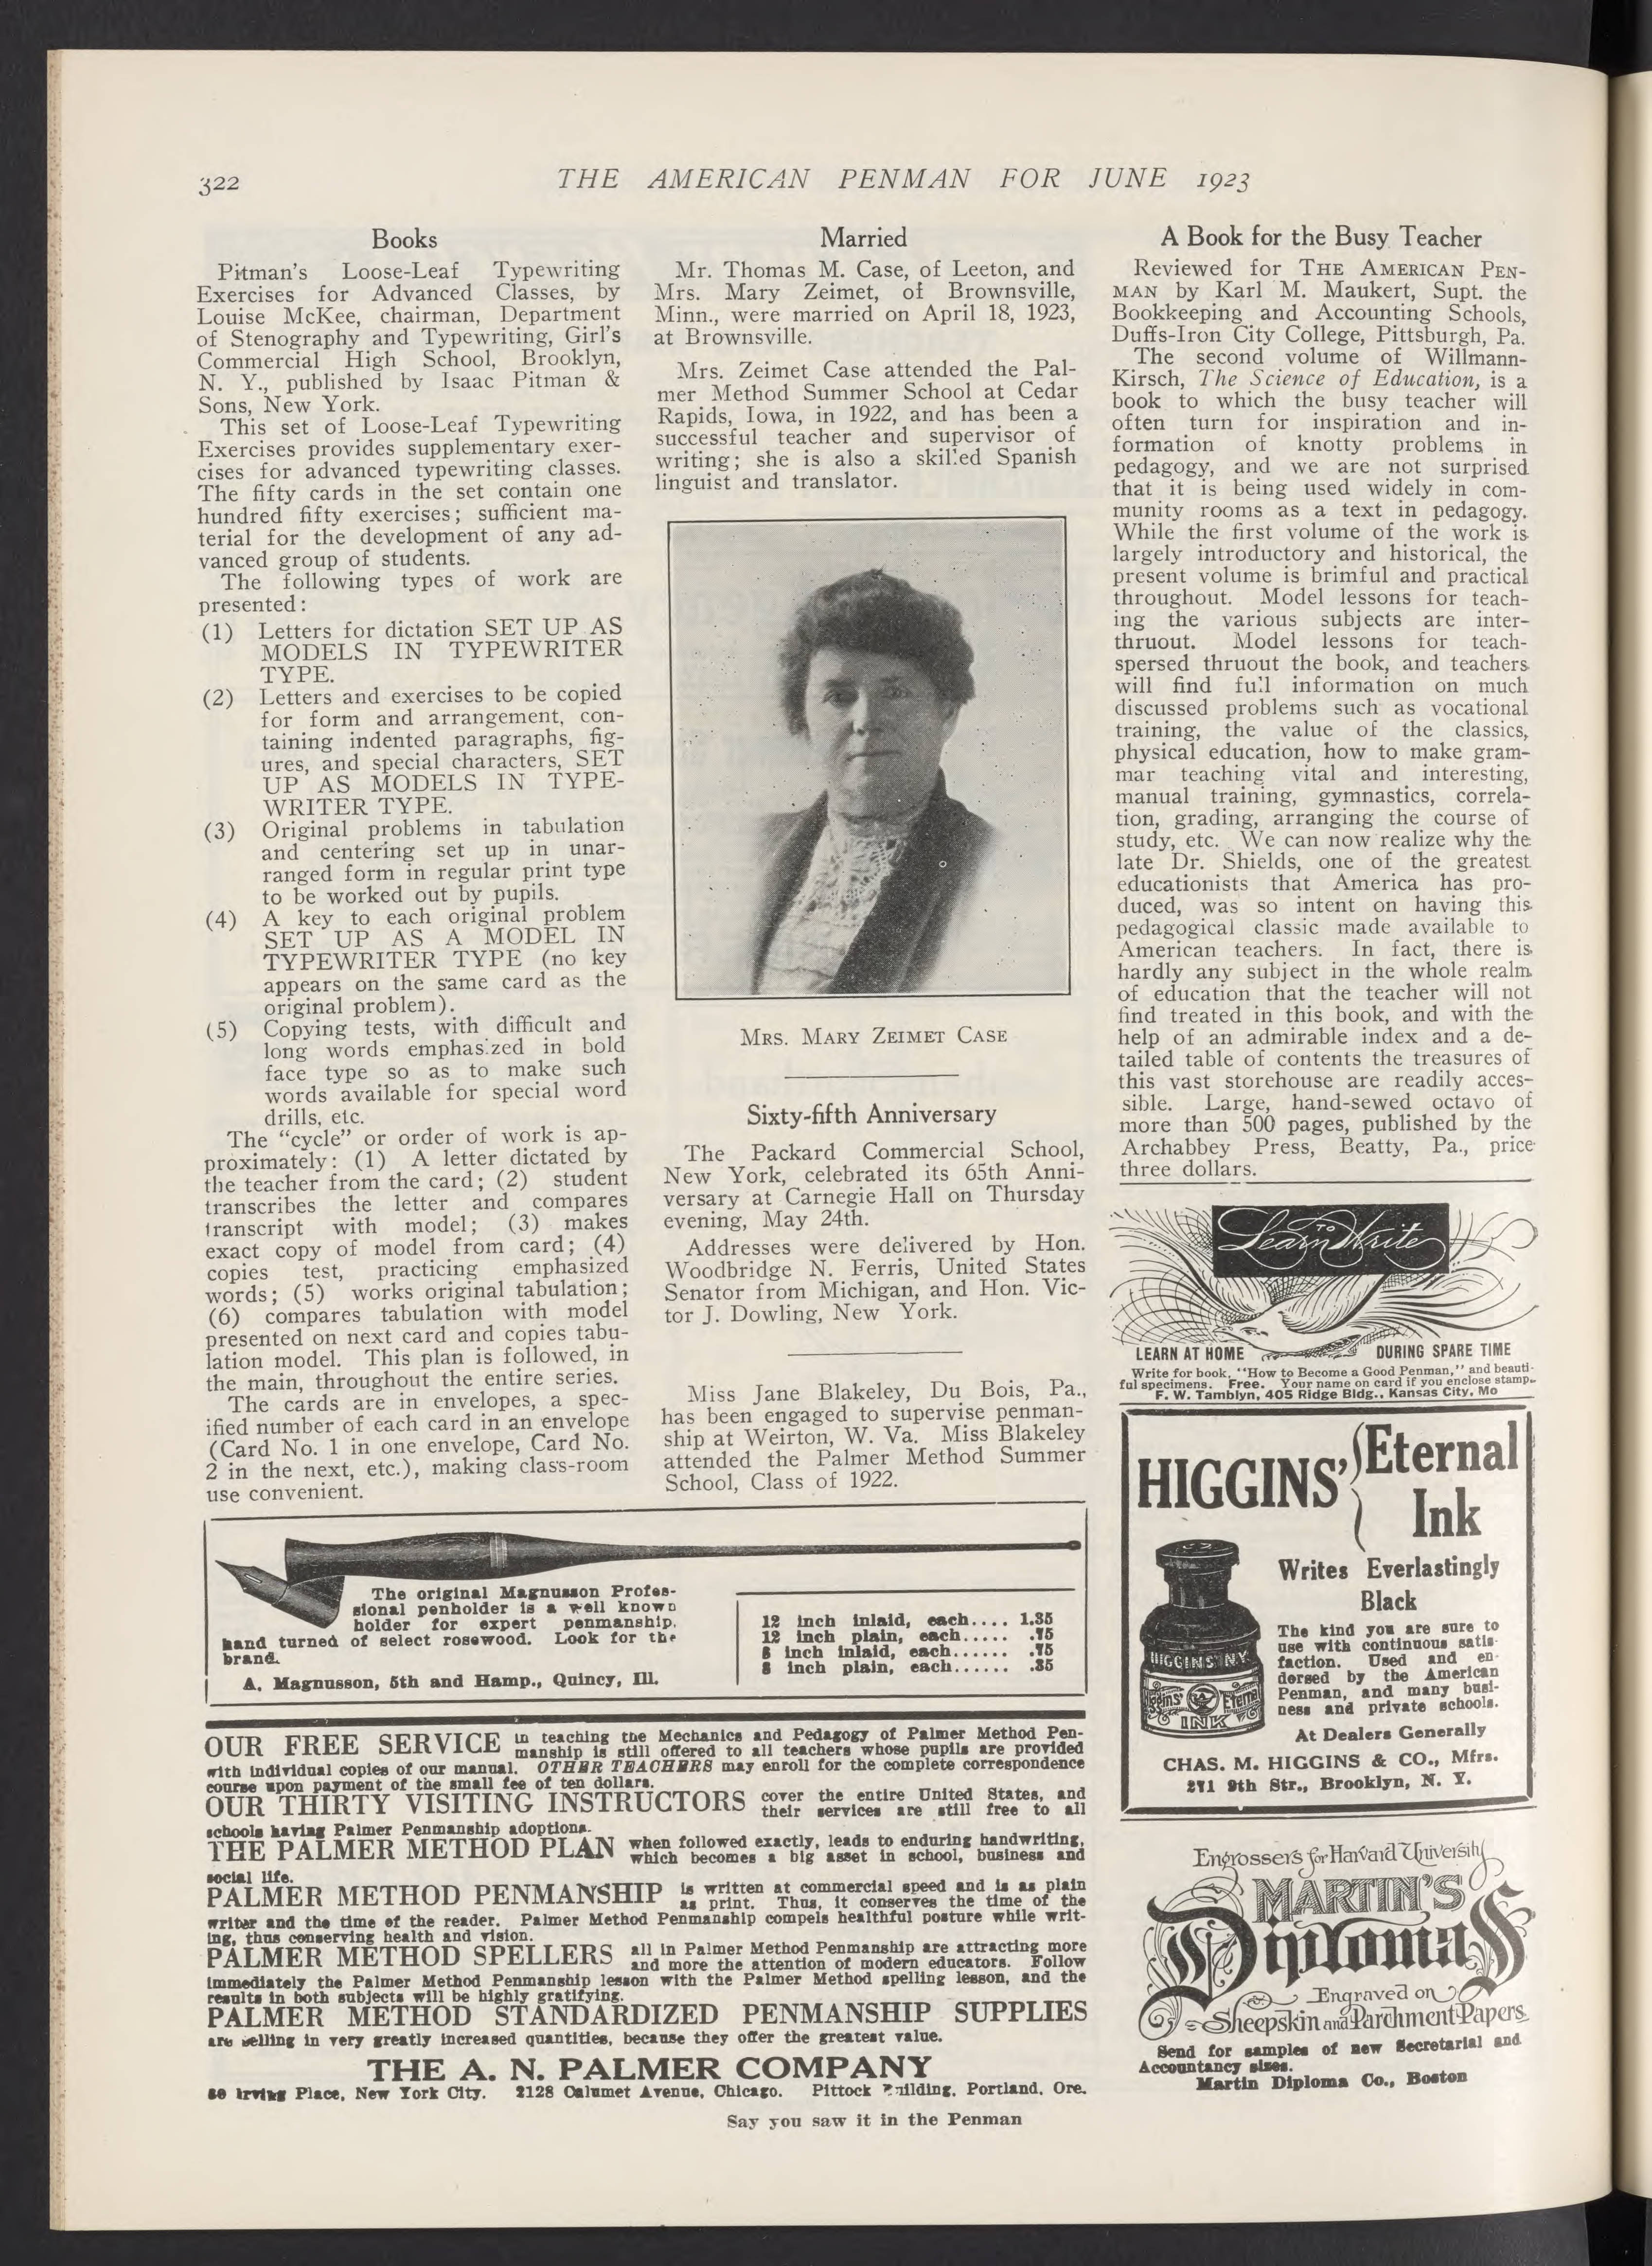 322
THE AMERICAN PENMAN FOR JUNE 1923
Books
Pitman's Loose-Leaf Typewriting
Exercises for Advanced Classes, by
Louise McKee, chairman, Department
of Stenography and Typewriting, Girl's
Commercial High School, Brooklyn,
N. Y., published by Isaac Pitman &
Sons, New York.
This set of Loose-Leaf Typewriting
Exercises provides supplementary exer-
cises for advanced typewriting classes.
The fifty cards in the set contain one
hundred fifty exercises; sufficient ma-
terial for the development of any ad-
vanced group of students.
The following types of work are
presented:
(1) Letters for dictation SET UP AS
MODELS IN TYPEWRITER
TYPE.
(2) Letters and exercises to be copied
for form and arrangement, con-
taining indented paragraphs, fig-
ures, and special characters, SET
UP AS MODELS IN TYPE-
WRITER TYPE.
(3) Original problems in tabulation
and centering set up in unar-
ranged form in regular print type
to be worked out by pupils.
(4) A key to each original problem
SET UP AS A MODEL IN
TYPEWRITER TYPE (no key
appears on the same card as the
original problem).
(5) Copying tests, with difficult and
long words emphasized in bold
face type so as to make such
words available for special word
drills, etc.
The "cycle" or order of work is ap-
proximately: (1) A letter dictated by
the teacher from the card; (2) student
transcribes the letter and compares
transcript with model; (3) makes
exact copy of model from card; (4)
copies test, practicing emphasized
words; (5) works original tabulation;
(6) compares tabulation with model
presented on next card and copies tabu-
lation model. This plan is followed, in
the main, throughout the entire series.
The cards are in envelopes, a spec-
ified number of each card in an envelope
(Card No. 1 in one envelope, Card No.
2 in the next, etc.), making class-room
use convenient.
Married
Mr. Thomas M. Case, of Leeton, and
Mrs. Mary Zeimet, of Brownsville,
Minn., were married on April 18, 1923,
at Brownsville.
Mrs. Zeimet Case attended the Pal-
mer Method Summer School at Cedar
Rapids, Iowa, in 1922, and has been a
successful teacher and supervisor of
writing; she is also a skilled Spanish
linguist and translator.
MRS. MARY ZEIMET CASE
Sixty-fifth Anniversary
The Packard Commercial School,
New York, celebrated its 65th Anni-
versary at Carnegie Hall on Thursday
evening, May 24th.
Addresses were delivered by Hon.
Woodbridge N. Ferris, United States
Senator from Michigan, and Hon. Vic-
tor J. Dowling, New York.
Miss Jane Blakeley, Du Bois, Pa.,
has been engaged to supervise penman-
ship at Weirton, W. Va. Miss Blakeley
attended the Palmer Method Summer
School, Class of 1922.
A Book for the Busy Teacher
Reviewed for THE AMERICAN PEN-
MAN by Karl M. Maukert, Supt. the
Bookkeeping and Accounting Schools,
Duffs-Iron City College, Pittsburgh, Pa.
The second volume of Willmann-
Kirsch, The Science of Education, is a
book to which the busy teacher will
often turn for inspiration and in-
formation of knotty problems in
pedagogy, and we are not surprised
that it is being used widely in com-
munity rooms as a text in pedagogy.
While the first volume of the work is
largely introductory and historical, the
present volume is brimful and practical
throughout. Model lessons for teach-
ing the various subjects are inter-
thruout. Model lessons for teach-
spersed thruout the book, and teachers
will find full information on much
discussed problems such as vocational
training, the value of the classics,
physical education, how to make gram-
mar teaching vital and interesting,
manual training, gymnastics, correla-
tion, grading, arranging the course of
study, etc. We can now realize why the
late Dr. Shields, one of the greatest
educationists that America has pro-
duced, was so intent on having this
pedagogical classic made available to
American teachers. In fact, there is
hardly any subject in the whole realm
of education that the teacher will not
find treated in this book, and with the
help of an admirable index and a de-
tailed table of contents the treasures of
this vast storehouse are readily acces-
sible. Large, hand-sewed octavo of
more than 500 pages, published by the
Archabbey Press, Beatty, Pa., price
three dollars.
Learn TO Write
LEARN AT HOME DURING SPARE TIME
Write for book, "How to Become a Good Penman," and beauti-
ful specimens. Free. Your name on card if you enclose stamp.
F. W. Tamblyn, 405 Ridge Bldg., Kansas City, Mo
HIGGINS' Eternal
Ink
Writes Everlastingly
Black
The kind you are sure to
use with continuous satis-
faction. Used and en-
dorsed by the American
Penman, and many busi-
ness and private schools.
HIGGINS' N.Y.
Higgins' Eternal
INK
At Dealers Generally
CHAS. M. HIGGINS & CO., Mfrs.
271 9th Str., Brooklyn, N. Y.
Engrossers for Harvard University
MARTIN'S
Diplomas
Engraved on
Sheepskin and Parchment Papers
Send for samples of new Secretarial and
Accountancy sizes.
Martin Diploma Co., Boston
The original Magnusson Profes-
sional penholder is a well known
holder for expert penmanship,
hand turned of select rosewood. Look for the
brand.
A. Magnusson, 5th and Hamp., Quincy, Ill.
12 inch inlaid, each.... 1.35
12 inch plain, each..... .75
8 inch inlaid, each...... .75
8 inch plain, each...... .35
OUR FREE SERVICE in teaching the Mechanics and Pedagogy of Palmer Method Pen-
manship is still offered to all teachers whose pupils are provided
with individual copies of our manual. OTHER TEACHERS may enroll for the complete correspondence
course upon payment of the small fee of ten dollars.
OUR THIRTY VISITING INSTRUCTORS cover the entire United States, and
their services are still free to all
schools having Palmer Penmanship adoptions.
THE PALMER METHOD PLAN when followed exactly, leads to enduring handwriting,
which becomes a big asset in school, business and
social life.
PALMER METHOD PENMANSHIP is written at commercial speed and is as plain
as print. Thus, it conserves the time of the
writer and the time of the reader. Palmer Method Penmanship compels healthful posture while writ-
ing, thus conserving health and vision.
PALMER METHOD SPELLERS all in Palmer Method Penmanship are attracting more
and more the attention of modern educators. Follow
immediately the Palmer Method Penmanship lesson with the Palmer Method spelling lesson, and the
results in both subjects will be highly gratifying.
PALMER METHOD STANDARDIZED PENMANSHIP SUPPLIES
are selling in very greatly increased quantities, because they offer the greatest value.
THE A. N. PALMER COMPANY
Irving Place, New York City. 2128 Calumet Avenue, Chicago. Pittock Building, Portland, Ore.
Say you saw it in the Penman